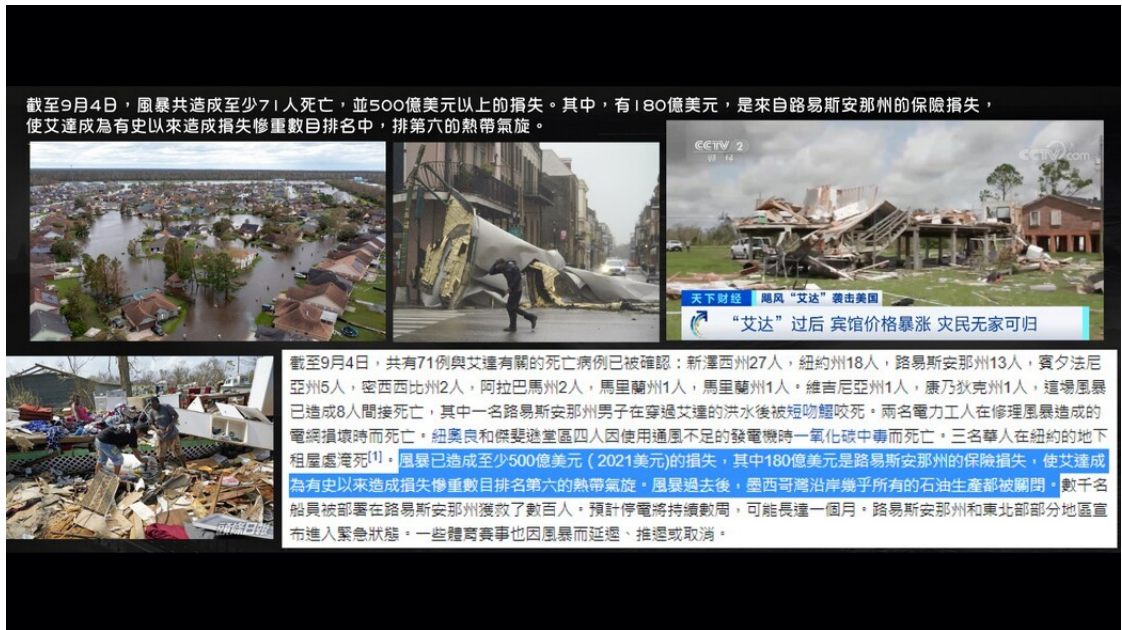 截至9月4日，風暴共造成至少71人死亡，並500億美元以上的損失。其中，有180億美元，是來自路易斯安那州的保險損失，
使艾達成為有史以來造成損失慘重數目排名中，排第六的熱帶氣旋。
CCTV 2
财经
CCTV.com
天下财经 飓风“艾达”袭击美国
“艾达”过后 宾馆价格暴涨 灾民无家可归
頭條日報
截至9月4日，共有71例與艾達有關的死亡病例已被確認：新澤西州27人，紐約州18人，路易斯安那州13人，賓夕法尼
亞州5人，密西西比州2人，阿拉巴馬州2人，馬里蘭州1人，馬里蘭州1人。維吉尼亞州1人，康乃狄克州1人，這場風暴
已造成8人間接死亡，其中一名路易斯安那州男子在穿過艾達的洪水後被短吻鱷咬死。兩名電力工人在修理風暴造成的
電網損壞時而死亡。紐奧良和傑斐遜堂區四人因使用通風不足的發電機時一氧化碳中毒而死亡。三名華人在紐約的地下
租屋處淹死[1]。風暴已造成至少500億美元（2021美元)的損失，其中180億美元是路易斯安那州的保險損失，使艾達成
為有史以來造成損失慘重數目排名第六的熱帶氣旋。風暴過去後，墨西哥灣沿岸幾乎所有的石油生產都被關閉。數千名
船員被部署在路易斯安那州獲救了數百人。預計停電將持續數周，可能長達一個月。路易斯安那州和東北部部分地區宣
布進入緊急狀態。一些體育賽事也因風暴而延遲、推遲或取消。